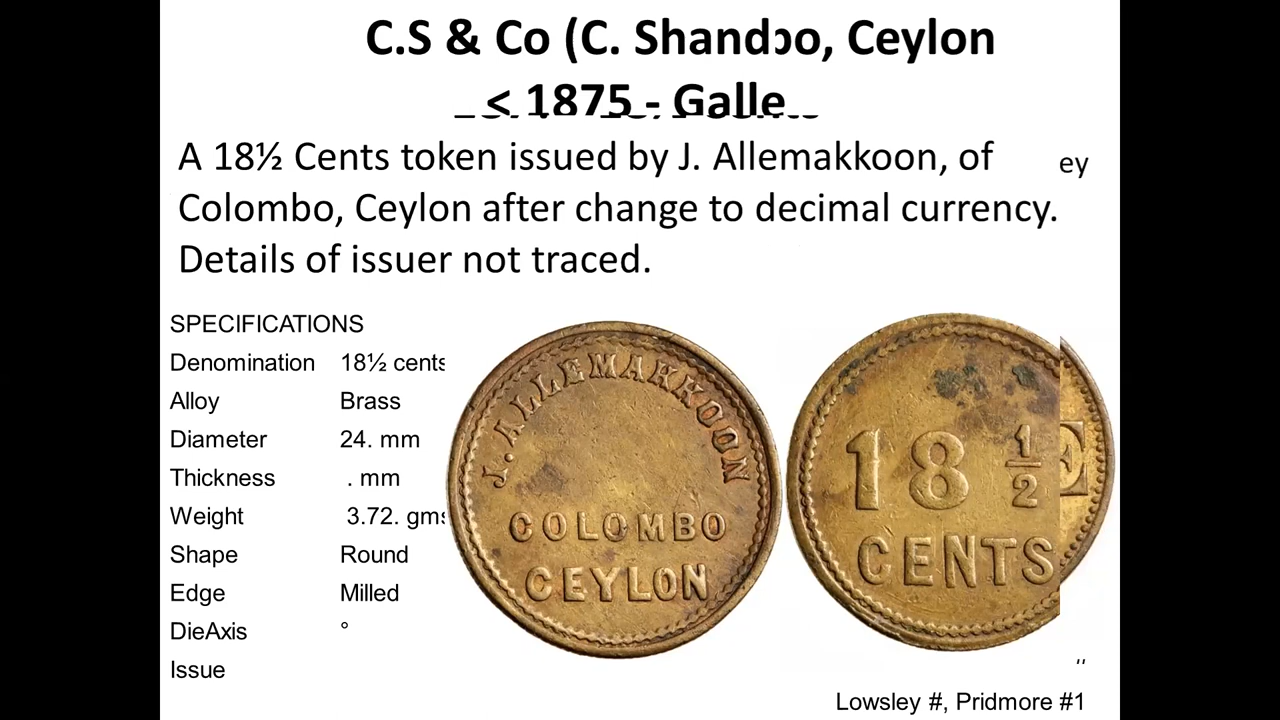 C.S & Co (C. Shand
o, Ceylon
< 1875 - Galle
A 18½ Cents token issued by J. Allemakkoon, of
ey
Colombo, Ceylon after change to decimal currency.
Details of issuer not traced.
SPECIFICATIONS
Denomination 18½ cents
Alloy Brass
Diameter 24. mm
Thickness . mm
Weight 3.72. gms
Shape Round
Edge Milled
DieAxis °
Issue
J. ALLEMAKKOON
COLOMBO
CEYLON
18 ½
CENTS
E
"
Lowsley #, Pridmore #1